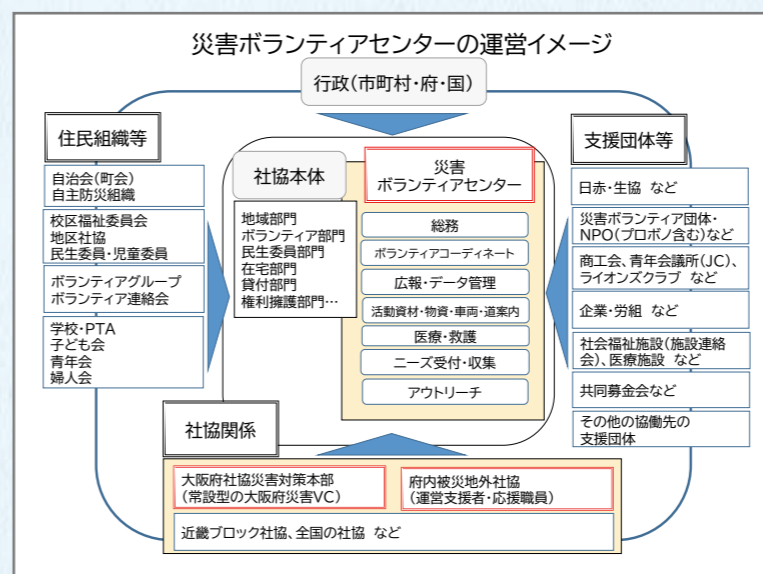 災害ボランティアセンターの運営イメージ
行政(市町村・府・国)
住民組織等
自治会(町会)
自主防災組織
校区福祉委員会
地区社協
民生委員・児童委員
ボランティアグループ
ボランティア連絡会
学校・PTA
子ども会
青年会
婦人会
社協本体
地域部門
ボランティア部門
民生委員部門
在宅部門
貸付部門
権利擁護部門…
災害
ボランティアセンター
総務
ボランティアコーディネート
広報・データ管理
活動資材・物資・車両・道案内
医療・救護
ニーズ受付・収集
アウトリーチ
支援団体等
日赤・生協 など
災害ボランティア団体・
NPO(プロボノ含む)など
商工会、青年会議所(JC)、
ライオンズクラブ など
企業・労組 など
社会福祉施設(施設連絡
会)、医療施設 など
共同募金会など
その他の協働先の
支援団体
社協関係
大阪府社協災害対策本部
(常設型の大阪府災害VC)
府内被災地外社協
(運営支援者・応援職員)
近畿ブロック社協、全国の社協 など